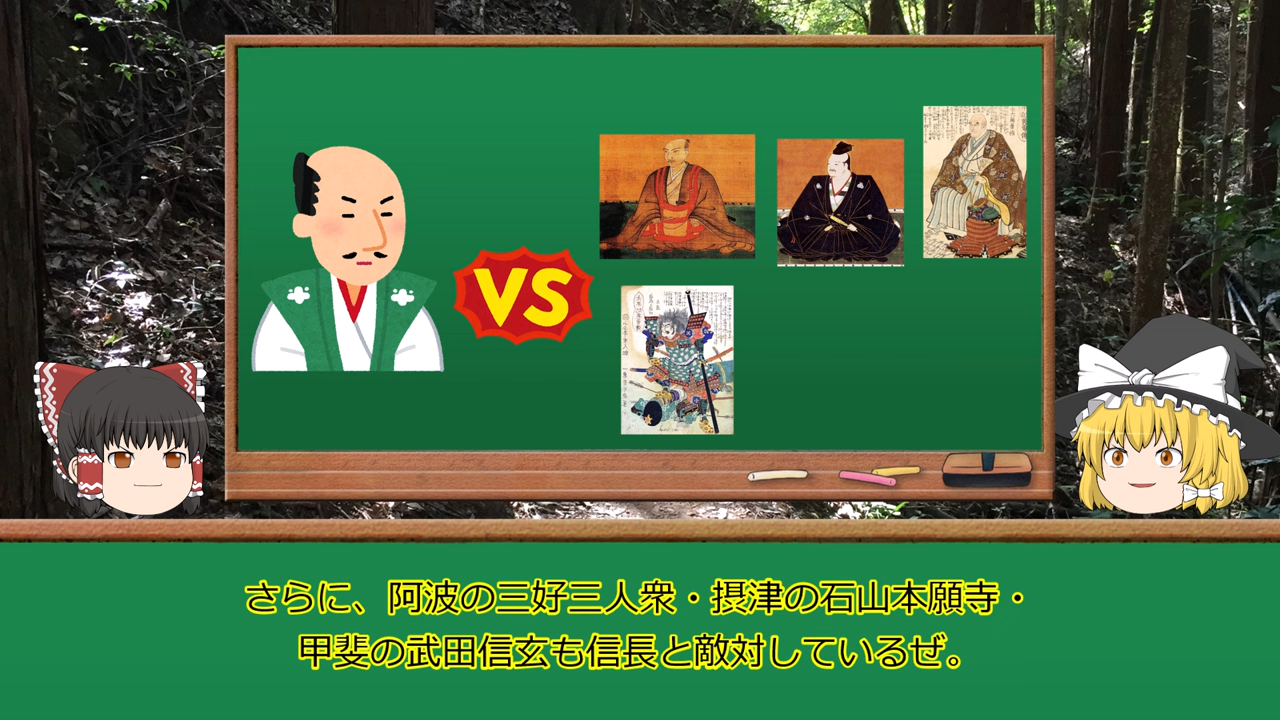 VS
さらに、阿波の三好三人衆・摂津の石山本願寺・
甲斐の武田信玄も信長と敵対しているぜ。